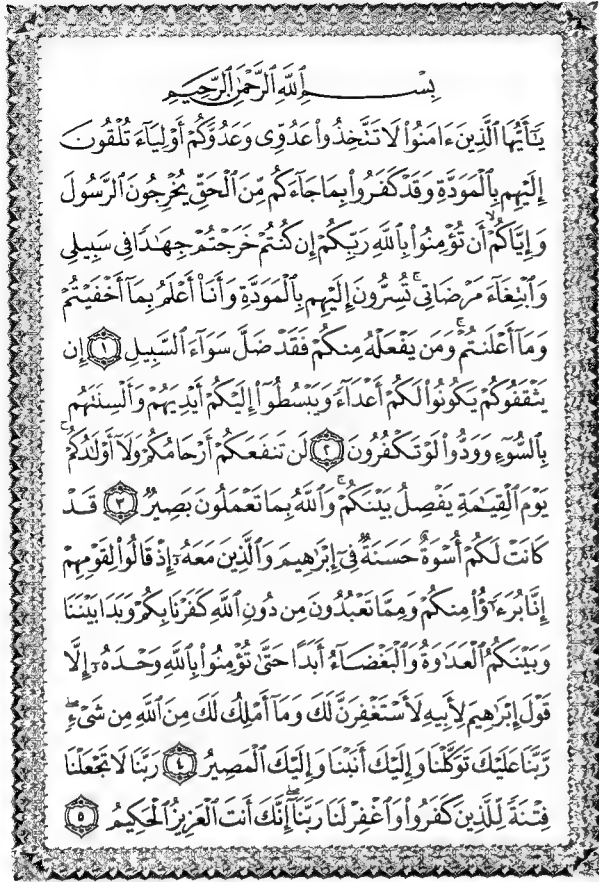 بِسْمِ ٱللَّهِ ٱلرَّحْمَٰنِ ٱلرَّحِيمِ
يَٰٓأَيُّهَا ٱلَّذِينَ ءَامَنُوا۟ لَا تَتَّخِذُوا۟ عَدُوِّى وَعَدُوَّكُمْ أَوْلِيَآءَ تُلْقُونَ
إِلَيْهِم بِٱلْمَوَدَّةِ وَقَدْ كَفَرُوا۟ بِمَا جَآءَكُم مِّنَ ٱلْحَقِّ يُخْرِجُونَ ٱلرَّسُولَ
وَإِيَّاكُمْ ۙ أَن تُؤْمِنُوا۟ بِٱللَّهِ رَبِّكُمْ إِن كُنتُمْ خَرَجْتُمْ جِهَٰدًا فِى سَبِيلِى
وَٱبْتِغَآءَ مَرْضَاتِى ۚ تُسِرُّونَ إِلَيْهِم بِٱلْمَوَدَّةِ وَأَنَا۠ أَعْلَمُ بِمَآ أَخْفَيْتُمْ
وَمَآ أَعْلَنتُمْ ۚ وَمَن يَفْعَلْهُ مِنكُمْ فَقَدْ ضَلَّ سَوَآءَ ٱلسَّبِيلِ ١ إِن
يَثْقَفُوكُمْ يَكُونُوا۟ لَكُمْ أَعْدَآءً وَيَبْسُطُوٓا۟ إِلَيْكُمْ أَيْدِيَهُمْ وَأَلْسِنَتَهُم
بِٱلسُّوٓءِ وَوَدُّوا۟ لَوْ تَكْفُرُونَ ٢ لَن تَنفَعَكُمْ أَرْحَامُكُمْ وَلَآ أَوْلَٰدُكُمْ ۚ
يَوْمَ ٱلْقِيَٰمَةِ يَفْصِلُ بَيْنَكُمْ ۚ وَٱللَّهُ بِمَا تَعْمَلُونَ بَصِيرٌ ٣ قَدْ
كَانَتْ لَكُمْ أُسْوَةٌ حَسَنَةٌ فِىٓ إِبْرَٰهِيمَ وَٱلَّذِينَ مَعَهُۥٓ إِذْ قَالُوا۟ لِقَوْمِهِمْ
إِنَّا بُرَءَٰٓؤُا۟ مِنكُمْ وَمِمَّا تَعْبُدُونَ مِن دُونِ ٱللَّهِ كَفَرْنَا بِكُمْ وَبَدَا بَيْنَنَا
وَبَيْنَكُمُ ٱلْعَدَٰوَةُ وَٱلْبَغْضَآءُ أَبَدًا حَتَّىٰ تُؤْمِنُوا۟ بِٱللَّهِ وَحْدَهُۥٓ إِلَّا
قَوْلَ إِبْرَٰهِيمَ لِأَبِيهِ لَأَسْتَغْفِرَنَّ لَكَ وَمَآ أَمْلِكُ لَكَ مِنَ ٱللَّهِ مِن شَىْءٍ ۖ
رَّبَّنَا عَلَيْكَ تَوَكَّلْنَا وَإِلَيْكَ أَنَبْنَا وَإِلَيْكَ ٱلْمَصِيرُ ٤ رَبَّنَا لَا تَجْعَلْنَا
فِتْنَةً لِّلَّذِينَ كَفَرُوا۟ وَٱغْفِرْ لَنَا رَبَّنَآ ۖ إِنَّكَ أَنتَ ٱلْعَزِيزُ ٱلْحَكِيمُ ٥